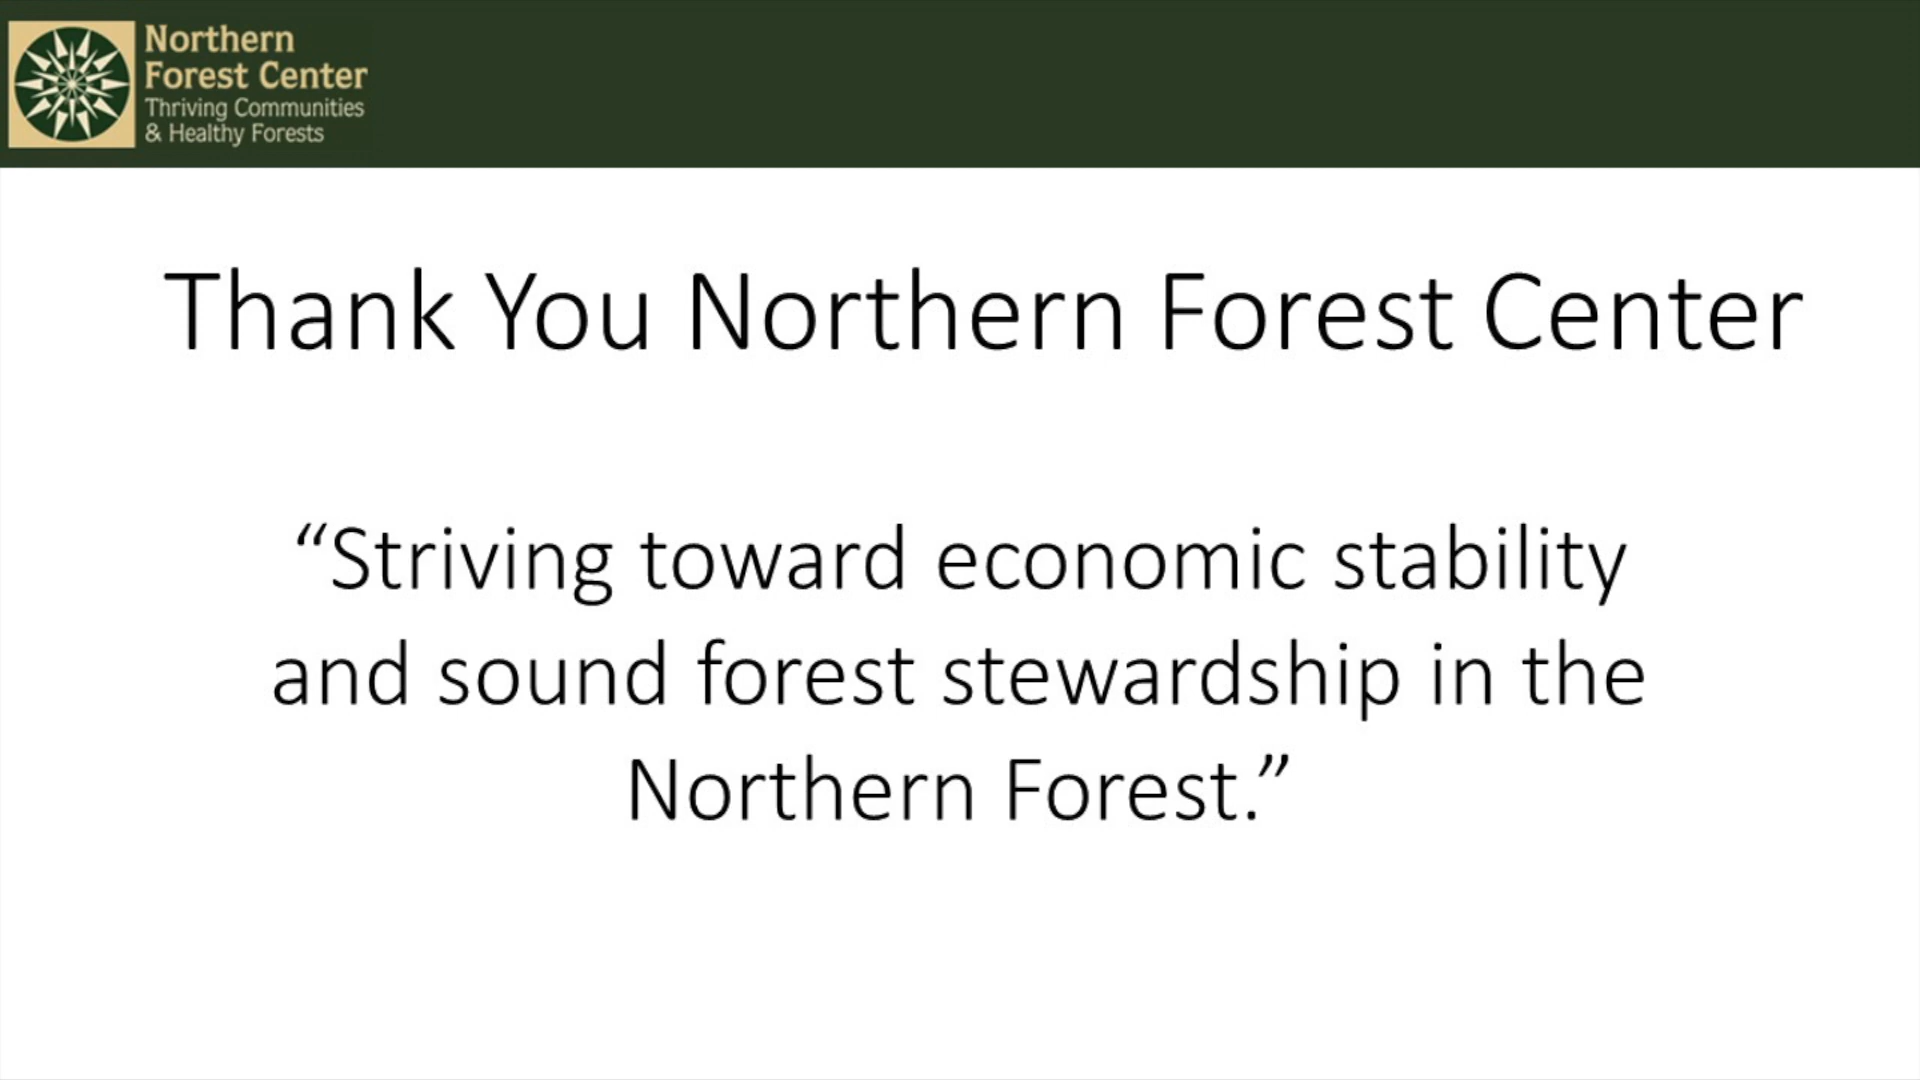 Northern
Forest Center
Thriving Communities
& Healthy Forests
Thank You Northern Forest Center
“Striving toward economic stability
and sound forest stewardship in the
Northern Forest.”